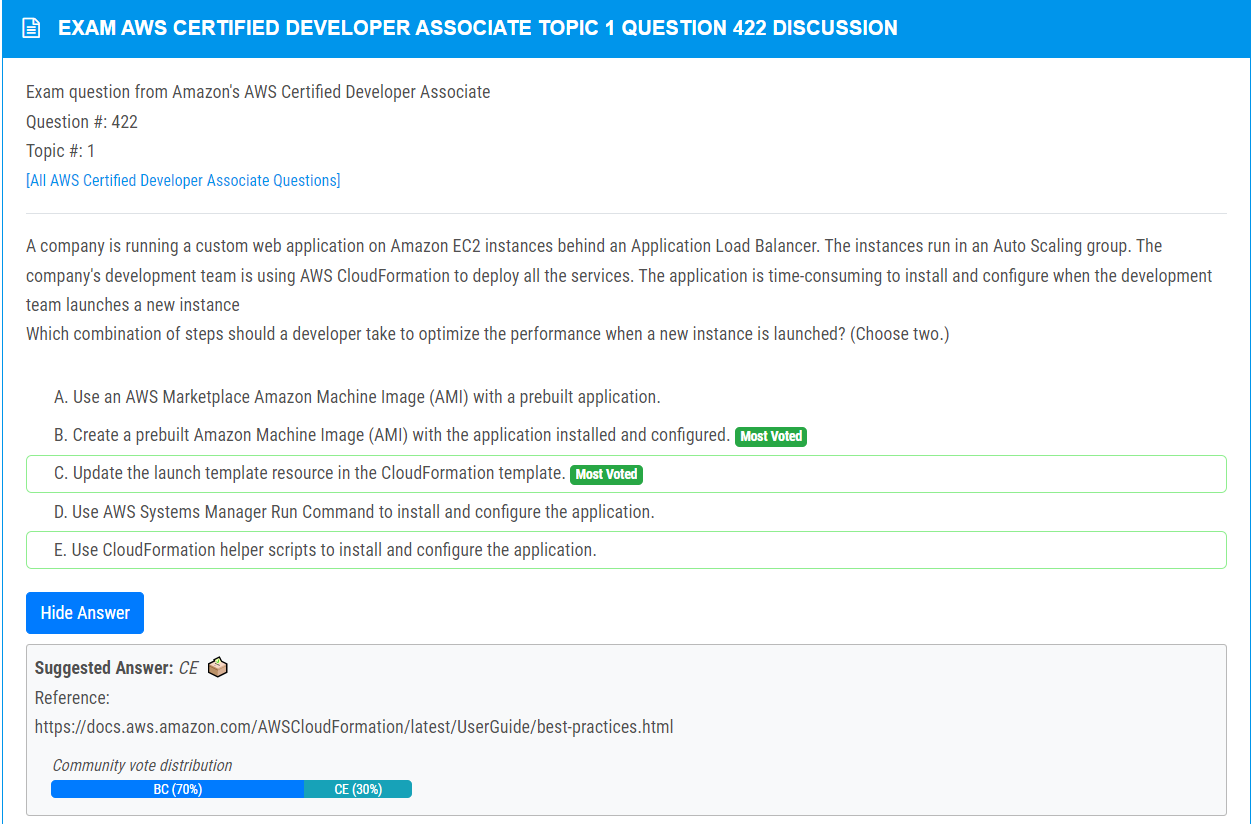 EXAM AWS CERTIFIED DEVELOPER ASSOCIATE TOPIC 1 QUESTION 422 DISCUSSION
Exam question from Amazon's AWS Certified Developer Associate
Question #: 422
Topic #: 1
[All AWS Certified Developer Associate Questions]
A company is running a custom web application on Amazon EC2 instances behind an Application Load Balancer. The instances run in an Auto Scaling group. The
company's development team is using AWS CloudFormation to deploy all the services. The application is time-consuming to install and configure when the development
team launches a new instance
Which combination of steps should a developer take to optimize the performance when a new instance is launched? (Choose two.)
A. Use an AWS Marketplace Amazon Machine Image (AMI) with a prebuilt application.
B. Create a prebuilt Amazon Machine Image (AMI) with the application installed and configured. Most Voted
C. Update the launch template resource in the CloudFormation template. Most Voted
D. Use AWS Systems Manager Run Command to install and configure the application.
E. Use CloudFormation helper scripts to install and configure the application.
Hide Answer
Suggested Answer: CE
Reference:
https://docs.aws.amazon.com/AWSCloudFormation/latest/UserGuide/best-practices.html
Community vote distribution
BC (70%) CE (30%)